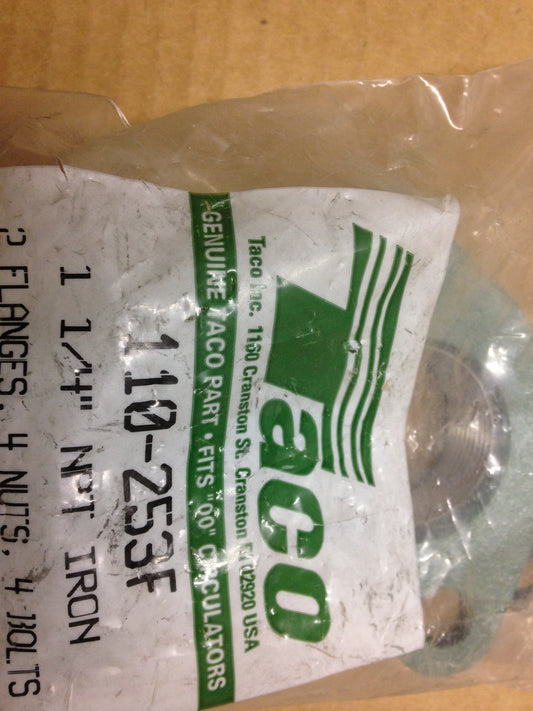 Taco
Taco Inc. 1160 Cranston St. Cranston RI 02920 USA
GENUINE TACO PART • FITS "00" CIRCULATORS
110-253F
1 1/4" NPT IRON
2 FLANGES, 4 NUTS, 4 BOLTS